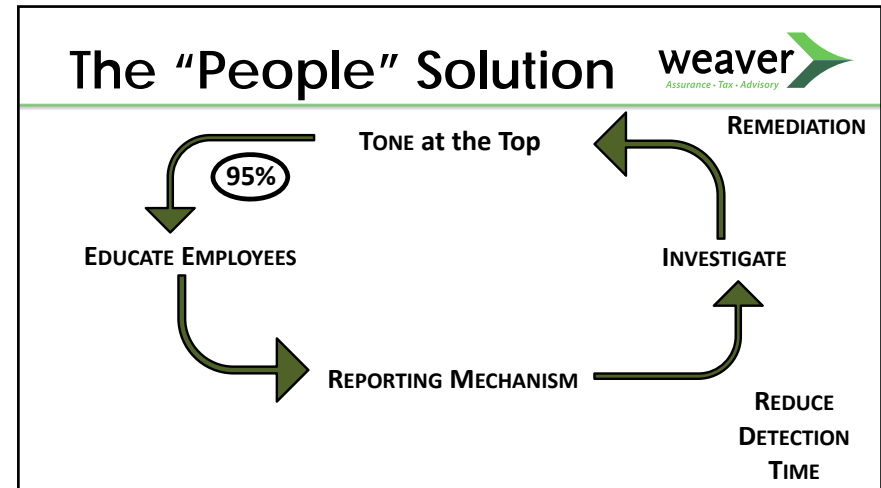 The “People” Solution
weaver
Assurance • Tax • Advisory
TONE at the Top
REMEDIATION
95%
EDUCATE EMPLOYEES
INVESTIGATE
REPORTING MECHANISM
REDUCE
DETECTION
TIME